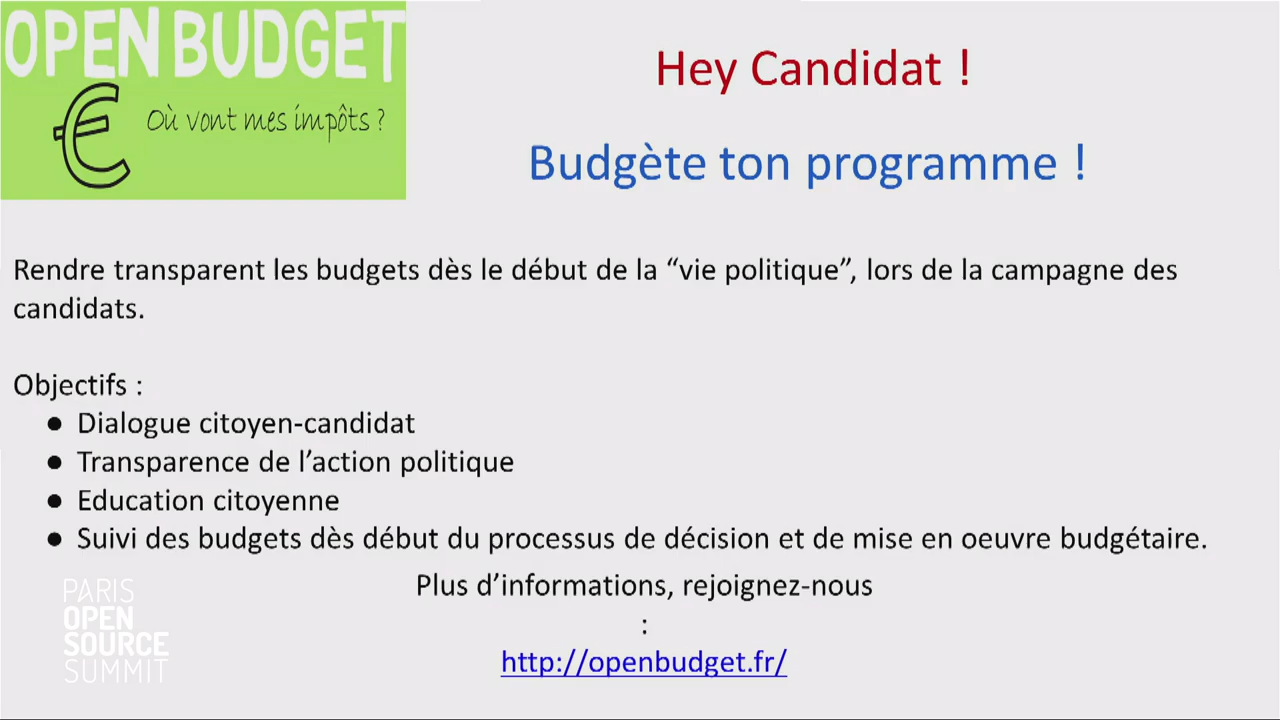 OPEN BUDGET
€ Où vont mes impôts ?
Hey Candidat !
Budgète ton programme !
Rendre transparent les budgets dès le début de la “vie politique”, lors de la campagne des
candidats.
Objectifs :
● Dialogue citoyen-candidat
● Transparence de l’action politique
● Education citoyenne
● Suivi des budgets dès début du processus de décision et de mise en oeuvre budgétaire.
Plus d’informations, rejoignez-nous
:
http://openbudget.fr/
PARIS
OPEN
SOURCE
SUMMIT